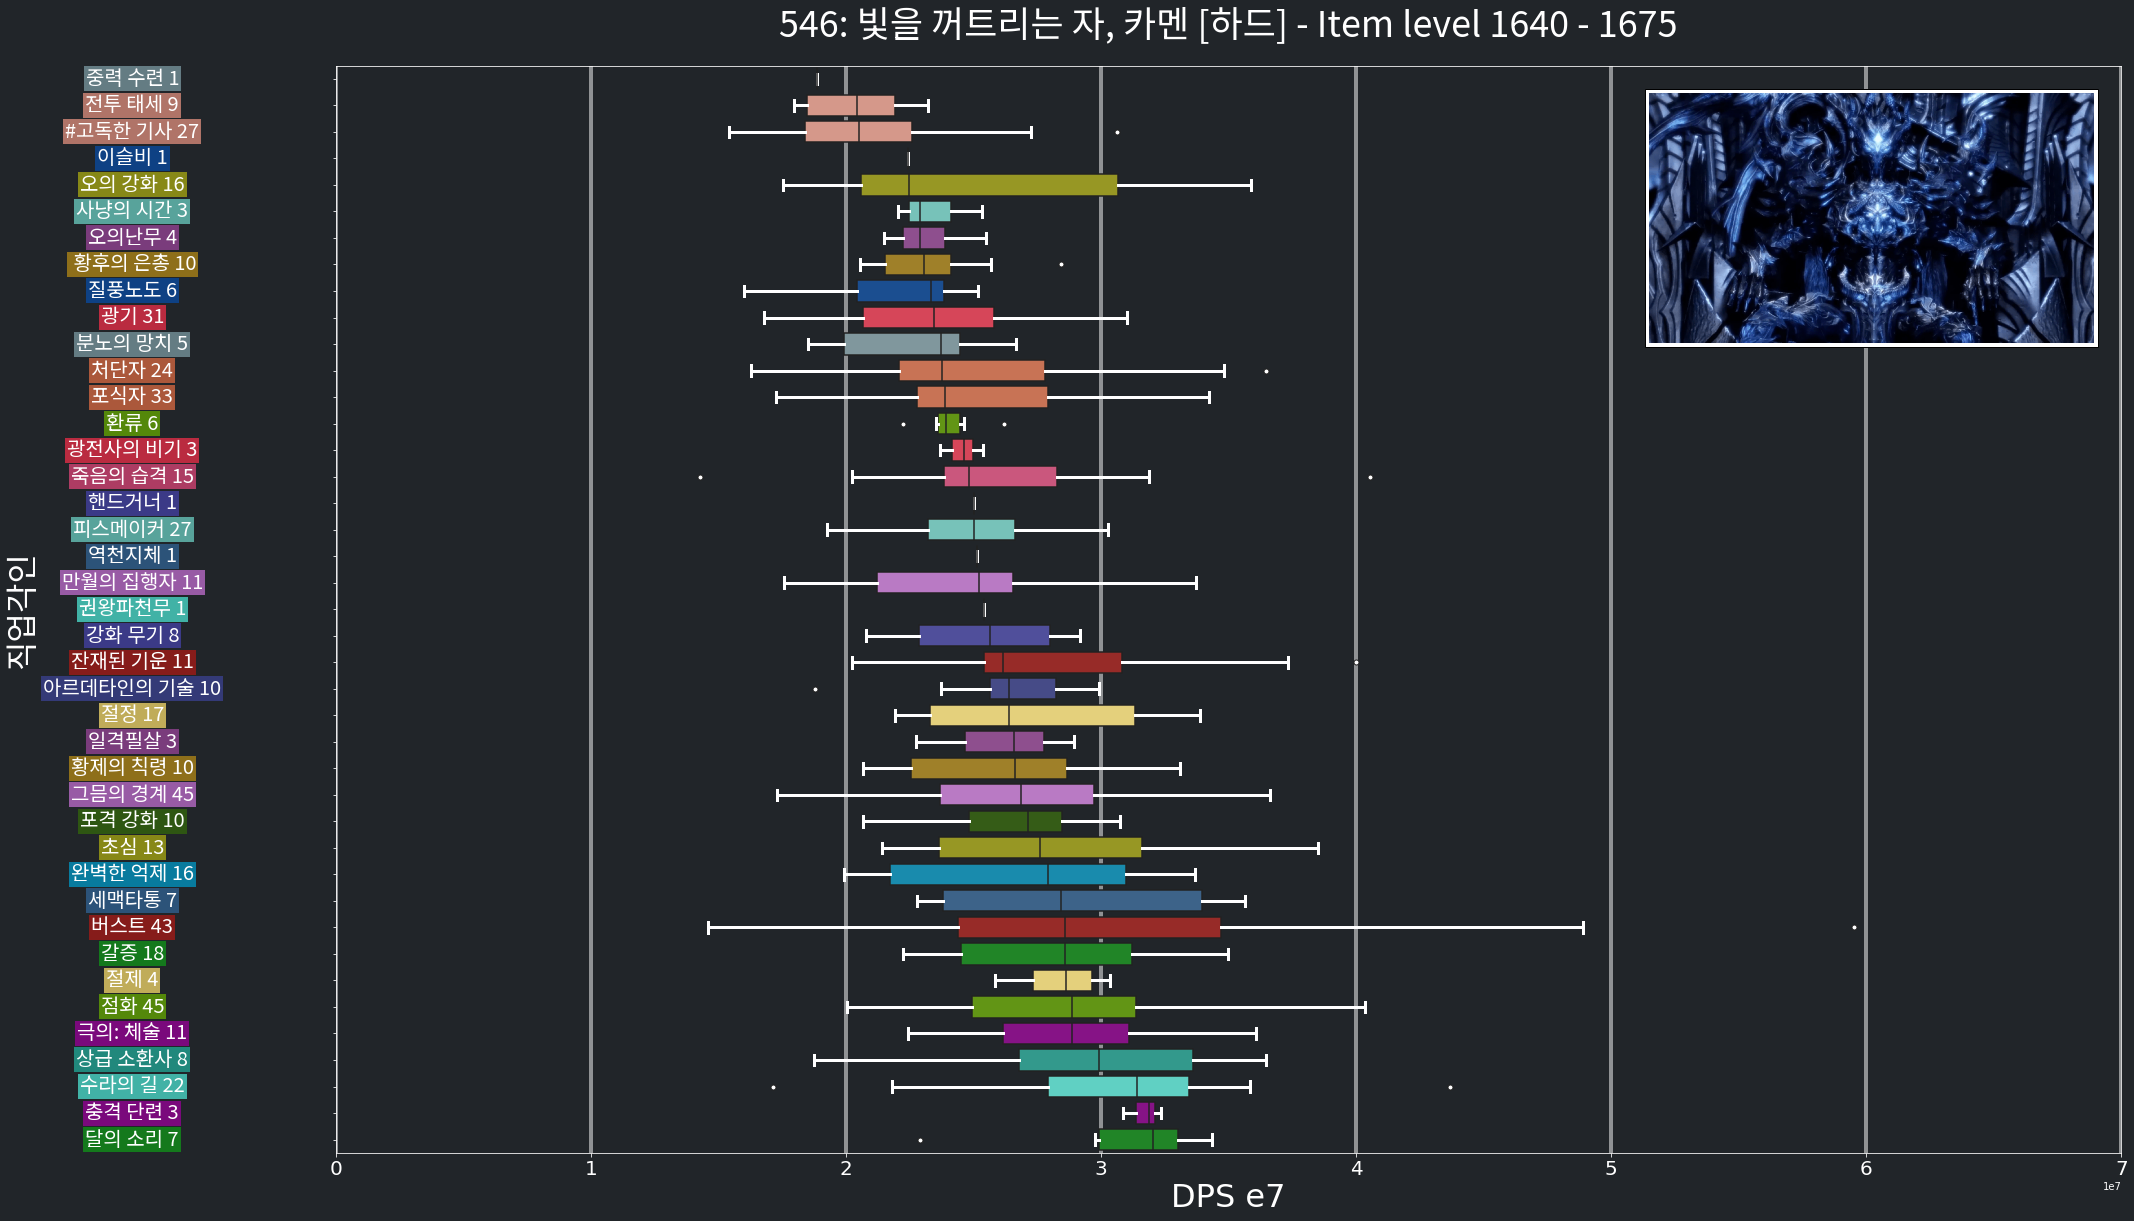 546: 빛을 꺼트리는 자, 카멘 [하드] - Item level 1640 - 1675
직업각인
중력 수련 1
전투 태세 9
#고독한 기사 27
이슬비 1
오의 강화 16
사냥의 시간 3
오의난무 4
황후의 은총 10
질풍노도 6
광기 31
분노의 망치 5
처단자 24
포식자 33
환류 6
광전사의 비기 3
죽음의 습격 15
핸드거너 1
피스메이커 27
역천지체 1
만월의 집행자 11
권왕파천무 1
강화 무기 8
잔재된 기운 11
아르데타인의 기술 10
절정 17
일격필살 3
황제의 칙령 10
그믐의 경계 45
포격 강화 10
초심 13
완벽한 억제 16
세맥타통 7
버스트 43
갈증 18
절제 4
점화 45
극의: 체술 11
상급 소환사 8
수라의 길 22
충격 단련 3
달의 소리 7
0 1 2 3 4 5 6 7
1e7
DPS e7